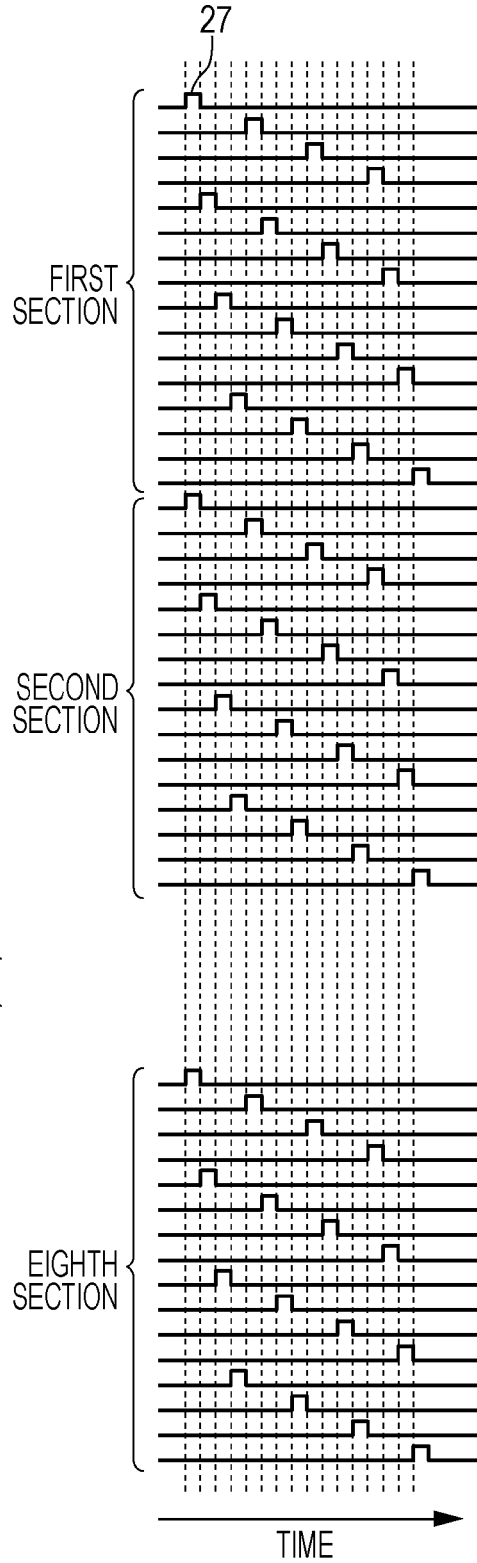 27
FIRST
SECTION
SECOND
SECTION
EIGHTH
SECTION
TIME